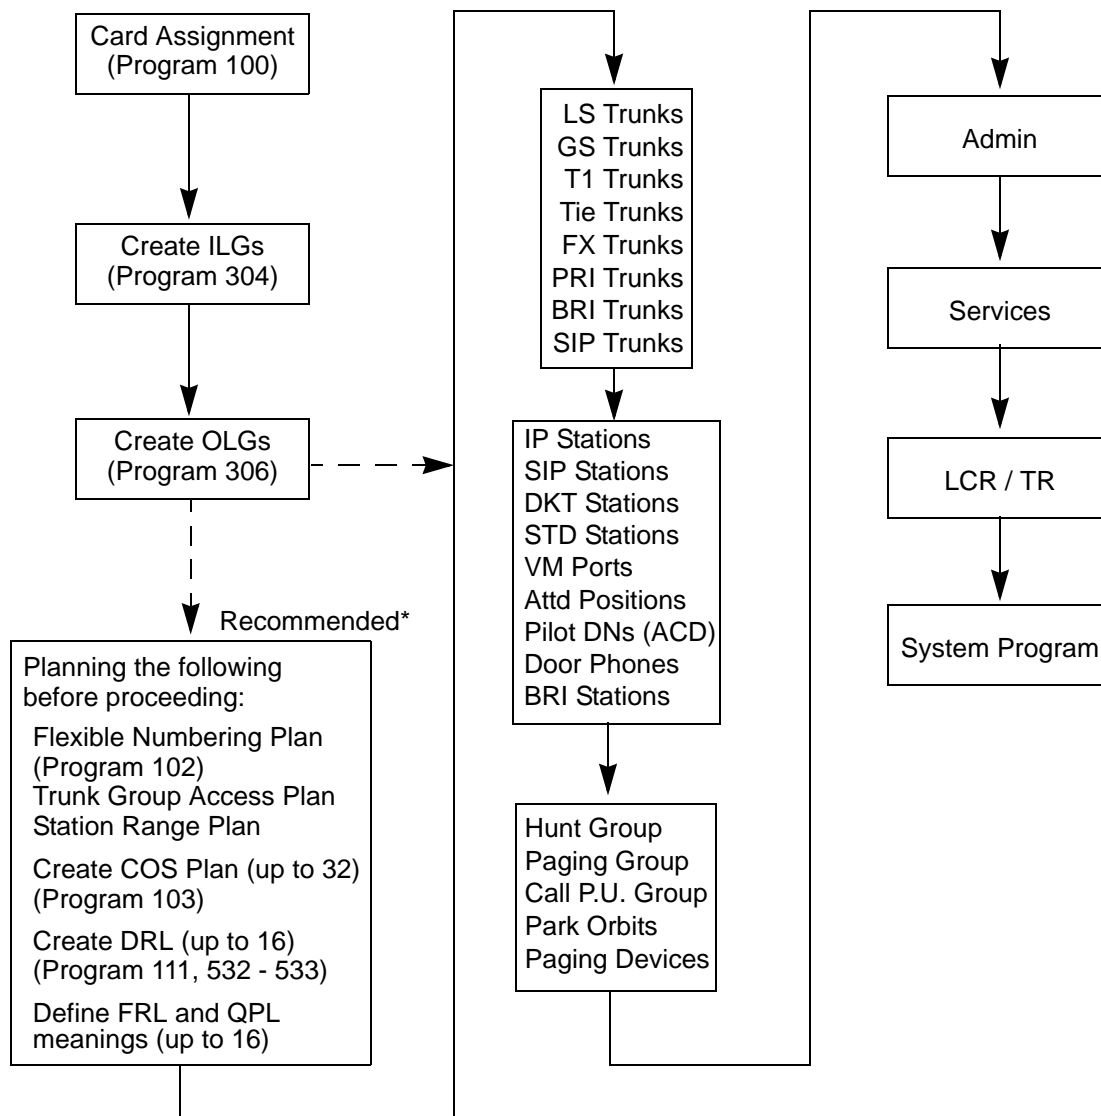 Card Assignment
(Program 100)
Create ILGs
(Program 304)
Create OLGs
(Program 306)
Recommended*
Planning the following
before proceeding:
Flexible Numbering Plan
(Program 102)
Trunk Group Access Plan
Station Range Plan
Create COS Plan (up to 32)
(Program 103)
Create DRL (up to 16)
(Program 111, 532 - 533)
Define FRL and QPL
meanings (up to 16)
LS Trunks
GS Trunks
T1 Trunks
Tie Trunks
FX Trunks
PRI Trunks
BRI Trunks
SIP Trunks
IP Stations
SIP Stations
DKT Stations
STD Stations
VM Ports
Attd Positions
Pilot DNs (ACD)
Door Phones
BRI Stations
Hunt Group
Paging Group
Call P.U. Group
Park Orbits
Paging Devices
Admin
Services
LCR / TR
System Program